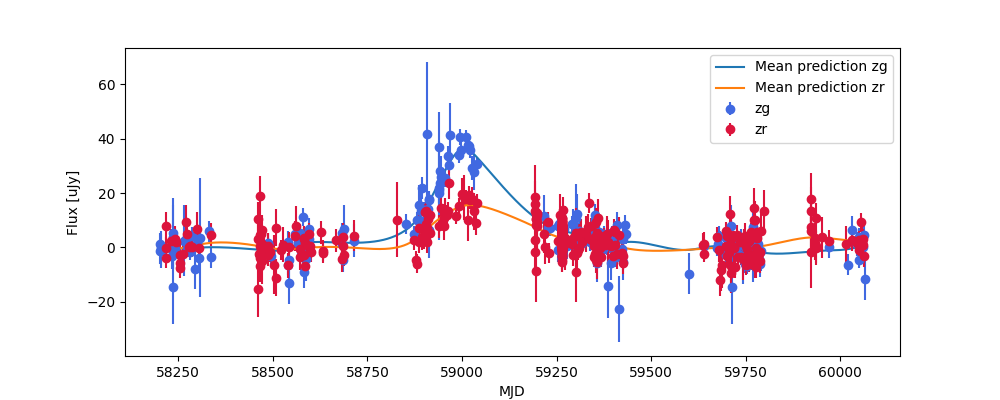 Mean prediction zg
Mean prediction zr
zg
zr
Flux [uJy]
60
40
20
0
−20
58250 58500 58750 59000 59250 59500 59750 60000
MJD